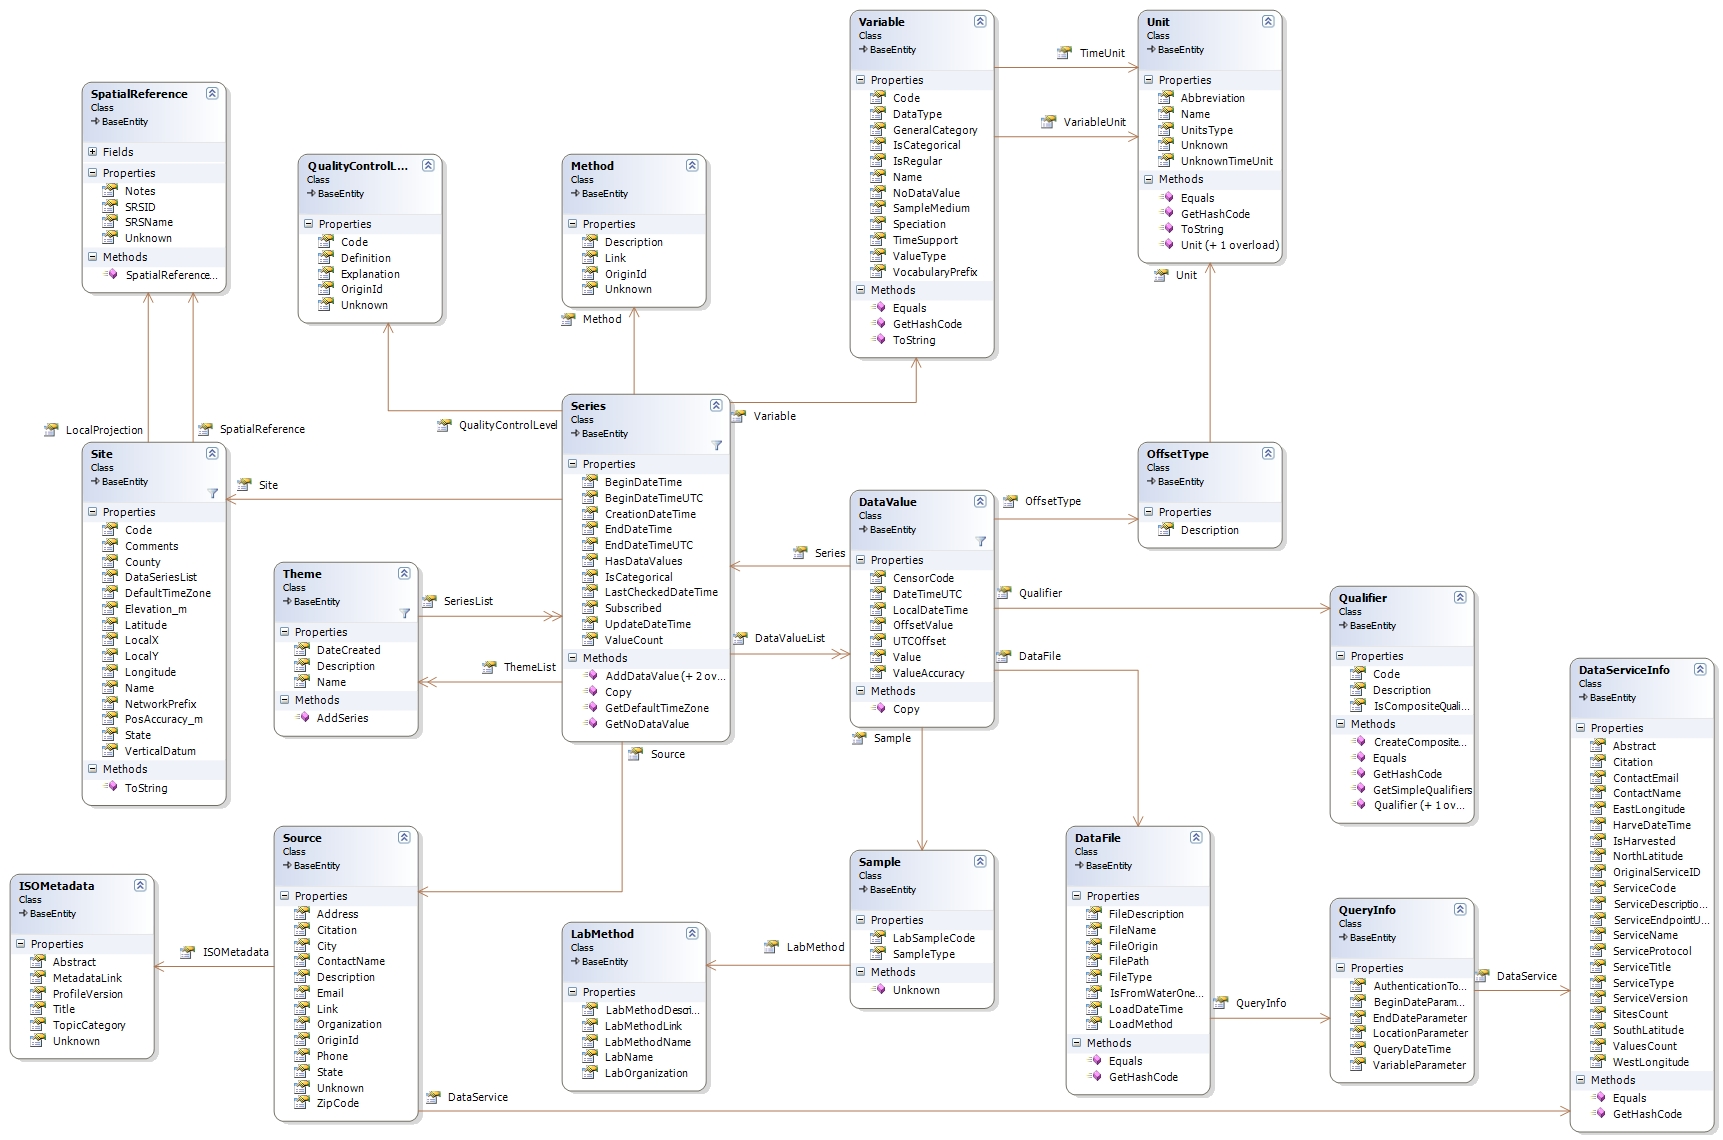 Variable
Class
BaseEntity
Properties
Code
DataType
GeneralCategory
IsCategorical
IsRegular
Name
NoDataValue
SampleMedium
Speciation
TimeSupport
ValueType
VocabularyPrefix
Methods
Equals
GetHashCode
ToString
TimeUnit
VariableUnit
Unit
Class
BaseEntity
Properties
Abbreviation
Name
UnitsType
Unknown
UnknownTimeUnit
Methods
Equals
GetHashCode
ToString
Unit (+ 1 overload)
Unit
SpatialReference
Class
BaseEntity
Fields
Properties
Notes
SRSID
SRSName
Unknown
Methods
SpatialReference...
LocalProjection
SpatialReference
QualityControlL...
Class
BaseEntity
Properties
Code
Definition
Explanation
OriginId
Unknown
QualityControlLevel
Method
Class
BaseEntity
Properties
Description
Link
OriginId
Unknown
Method
Series
Class
BaseEntity
Properties
BeginDateTime
BeginDateTimeUTC
CreationDateTime
EndDateTime
EndDateTimeUTC
HasDataValues
IsCategorical
LastCheckedDateTime
Subscribed
UpdateDateTime
ValueCount
Methods
AddDataValue (+ 2 ov...
Copy
GetDefaultTimeZone
GetNoDataValue
Variable
Site
Site
Class
BaseEntity
Properties
Code
Comments
County
DataSeriesList
DefaultTimeZone
Elevation_m
Latitude
LocalX
LocalY
Longitude
Name
NetworkPrefix
PosAccuracy_m
State
VerticalDatum
Methods
ToString
Theme
Class
BaseEntity
Properties
DateCreated
Description
Name
Methods
AddSeries
SeriesList
ThemeList
Source
DataValue
Class
BaseEntity
Properties
CensorCode
DateTimeUTC
LocalDateTime
OffsetValue
UTCOffset
Value
ValueAccuracy
Methods
Copy
Series
DataValueList
OffsetType
Qualifier
DataFile
Sample
OffsetType
Class
BaseEntity
Properties
Description
Qualifier
Class
BaseEntity
Properties
Code
Description
IsCompositeQuali...
Methods
CreateComposite...
Equals
GetHashCode
GetSimpleQualifiers
Qualifier (+ 1 ov...
DataServiceInfo
Class
BaseEntity
Properties
Abstract
Citation
ContactEmail
ContactName
EastLongitude
HarveDateTime
IsHarvested
NorthLatitude
OriginalServiceID
ServiceCode
ServiceDescriptio...
ServiceEndpointU...
ServiceName
ServiceProtocol
ServiceTitle
ServiceType
ServiceVersion
SitesCount
SouthLatitude
ValuesCount
WestLongitude
Methods
Equals
GetHashCode
Source
Class
BaseEntity
Properties
Address
Citation
City
ContactName
Description
Email
Link
Organization
OriginId
Phone
State
Unknown
ZipCode
ISOMetadata
Class
BaseEntity
Properties
Abstract
MetadataLink
ProfileVersion
Title
TopicCategory
Unknown
ISOMetadata
DataService
LabMethod
Class
BaseEntity
Properties
LabMethodDescri...
LabMethodLink
LabMethodName
LabName
LabOrganization
LabMethod
Sample
Class
BaseEntity
Properties
LabSampleCode
SampleType
Methods
Unknown
DataFile
Class
BaseEntity
Properties
FileDescription
FileName
FileOrigin
FilePath
FileType
IsFromWaterOne...
LoadDateTime
LoadMethod
Methods
Equals
GetHashCode
QueryInfo
QueryInfo
Class
BaseEntity
Properties
AuthenticationTo...
BeginDateParam...
EndDateParameter
LocationParameter
QueryDateTime
VariableParameter
DataService